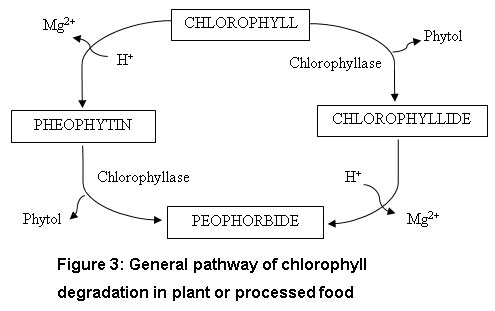 CHLOROPHYLL
Mg2+
H+
Phytol
Chlorophyllase
PHEOPHYTIN
CHLOROPHYLLIDE
Chlorophyllase
H+
Phytol
PEOPHORBIDE
Mg2+
Figure 3: General pathway of chlorophyll
degradation in plant or processed food